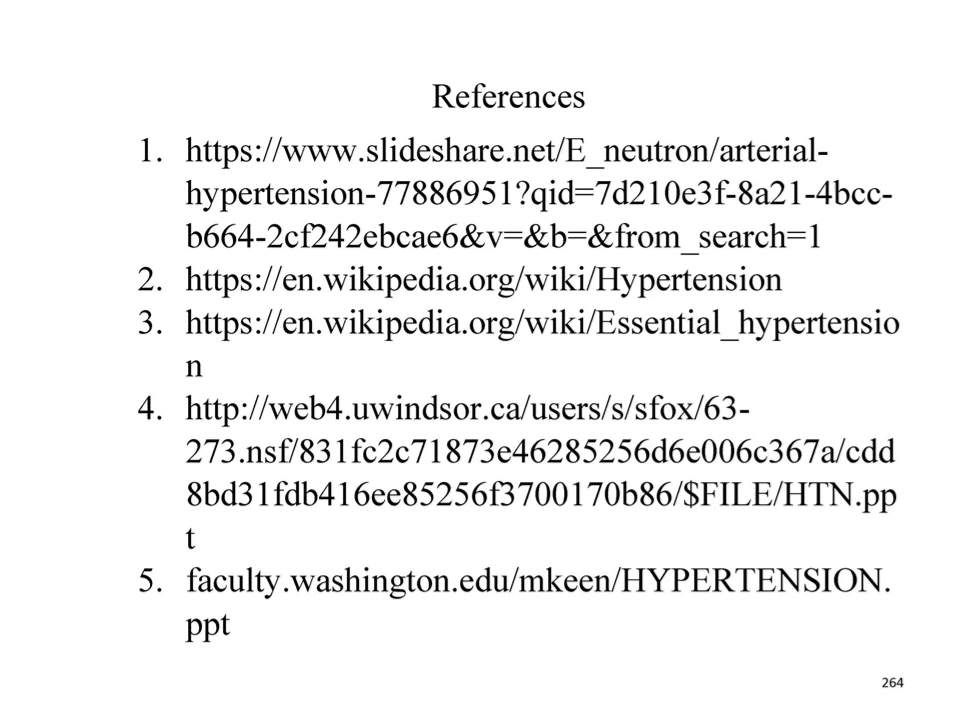 References
1. https://www.slideshare.net/E_neutron/arterial-
hypertension-77886951?qid=7d210e3f-8a21-4bcc-
b664-2cf242ebcae6&v=&b=&from_search=1
2. https://en.wikipedia.org/wiki/Hypertension
3. https://en.wikipedia.org/wiki/Essential_hypertensio
n
4. http://web4.uwindsor.ca/users/s/sfox/63-
273.nsf/831fc2c71873e46285256d6e006c367a/cdd
8bd31fdb416ee85256f3700170b86/$FILE/HTN.pp
t
5. faculty.washington.edu/mkeen/HYPERTENSION.
ppt
264